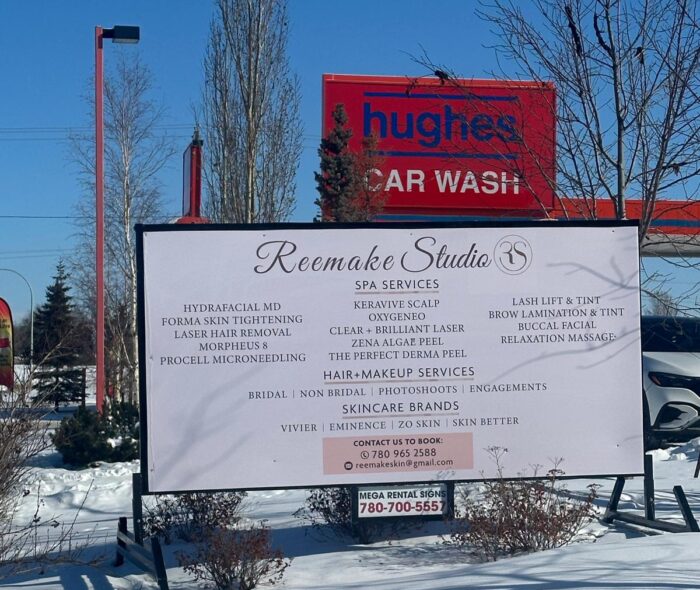 hughes
CAR WASH
Reemake Studio RS
SPA SERVICES
HYDRAFACIAL MD
FORMA SKIN TIGHTENING
LASER HAIR REMOVAL
MORPHEUS 8
PROCELL MICRONEEDLING
KERAVIVE SCALP
OXYGENEO
CLEAR + BRILLIANT LASER
ZENA ALGAE PEEL
THE PERFECT DERMA PEEL
LASH LIFT & TINT
BROW LAMINATION & TINT
BUCCAL FACIAL
RELAXATION MASSAGE
HAIR+MAKEUP SERVICES
BRIDAL | NON BRIDAL | PHOTOSHOOTS | ENGAGEMENTS
SKINCARE BRANDS
VIVIER | EMINENCE | ZO SKIN | SKIN BETTER
CONTACT US TO BOOK:
780 965 2588
reemakeskin@gmail.com
MEGA RENTAL SIGNS
780-700-5557